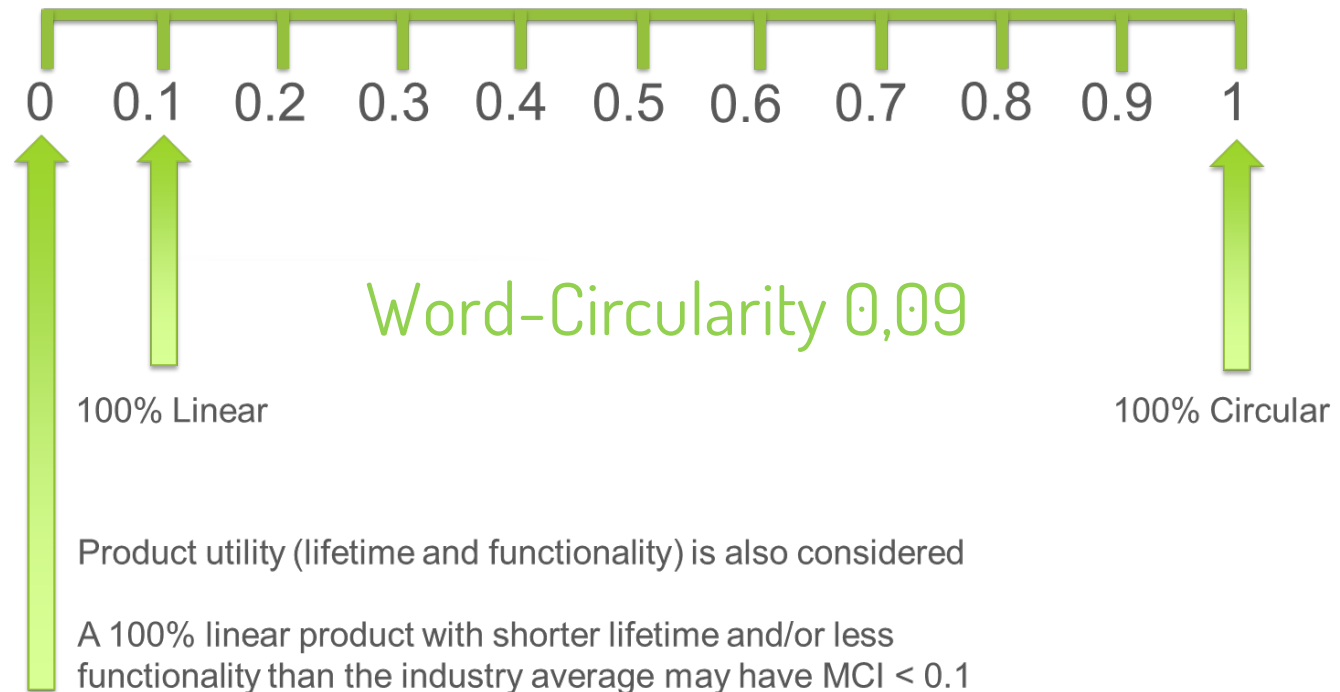 0 0.1 0.2 0.3 0.4 0.5 0.6 0.7 0.8 0.9 1
Word-Circularity 0,09
100% Linear
100% Circular
Product utility (lifetime and functionality) is also considered
A 100% linear product with shorter lifetime and/or less
functionality than the industry average may have MCI < 0.1